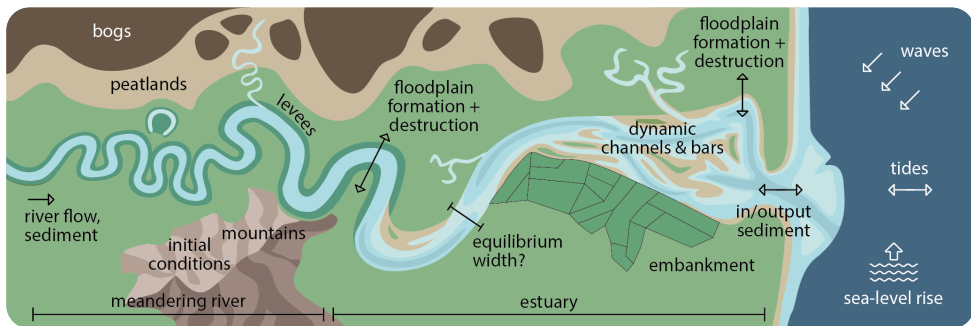 bogs
peatlands
levees
floodplain
formation +
destruction
floodplain
formation +
destruction
waves
dynamic
channels & bars
tides
river flow,
sediment
initial
conditions
mountains
equilibrium
width?
in/output
sediment
embankment
sea-level rise
meandering river
estuary